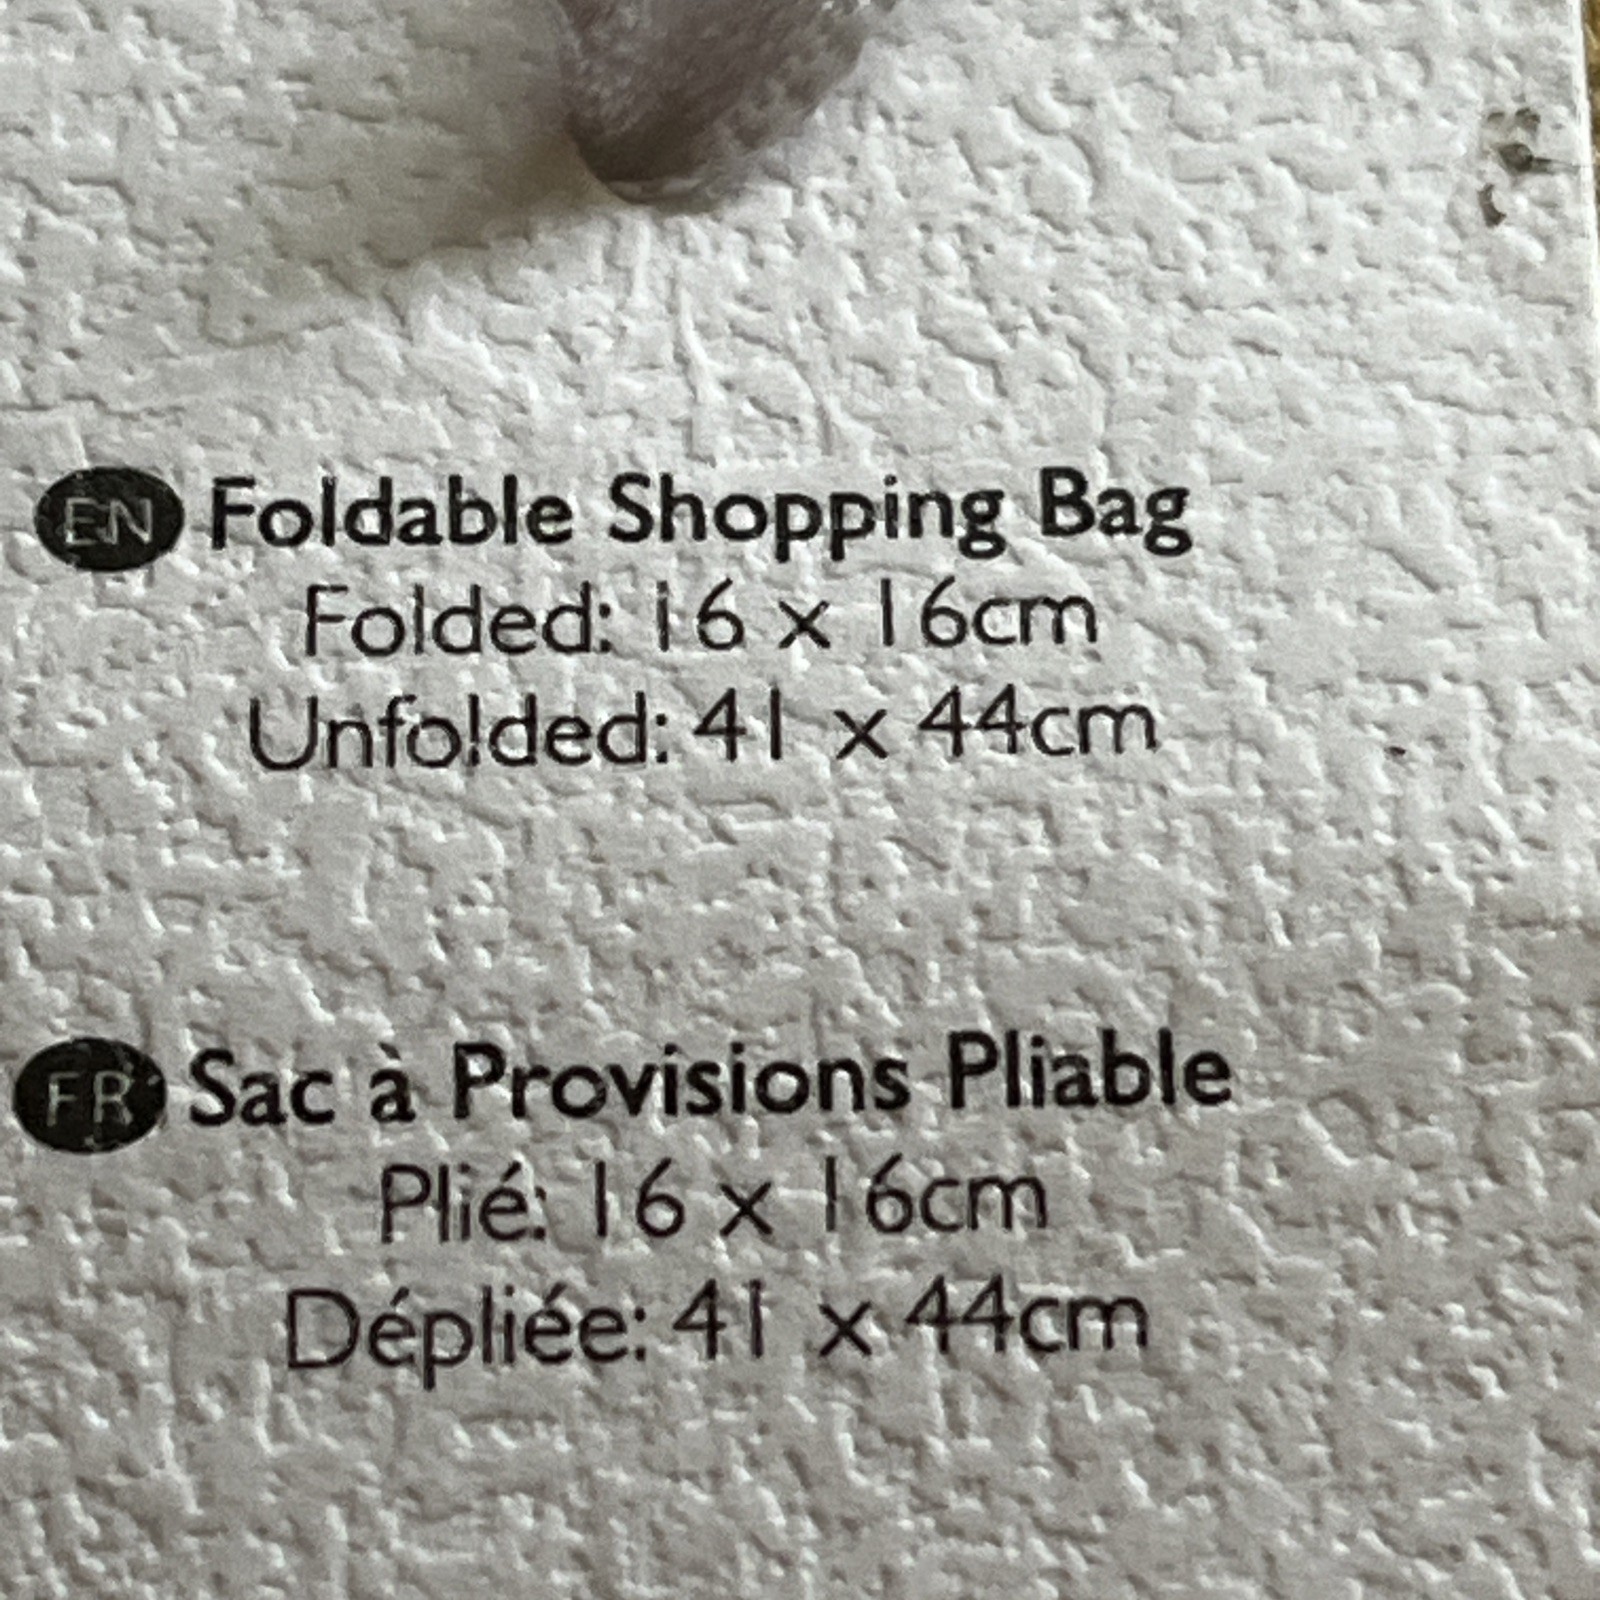 EN Foldable Shopping Bag
Folded: 16 x 16cm
Unfolded: 41 x 44cm
FR Sac à Provisions Pliable
Plié: 16 x 16cm
Dépliée: 41 x 44cm